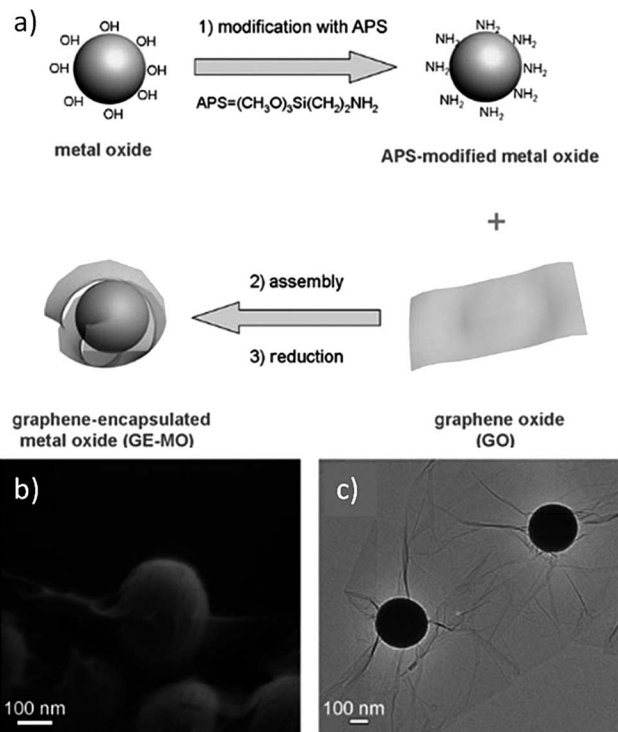 a)
OH
OH
OH
OH
OH
OH
OH
OH
1) modification with APS
APS=(CH₃O)₃Si(CH₂)₂NH₂
NH₂
NH₂
NH₂
NH₂
NH₂
NH₂
NH₂
NH₂
metal oxide
APS-modified metal oxide
+
2) assembly
3) reduction
graphene-encapsulated
metal oxide (GE-MO)
graphene oxide
(GO)
b)
100 nm
c)
100 nm